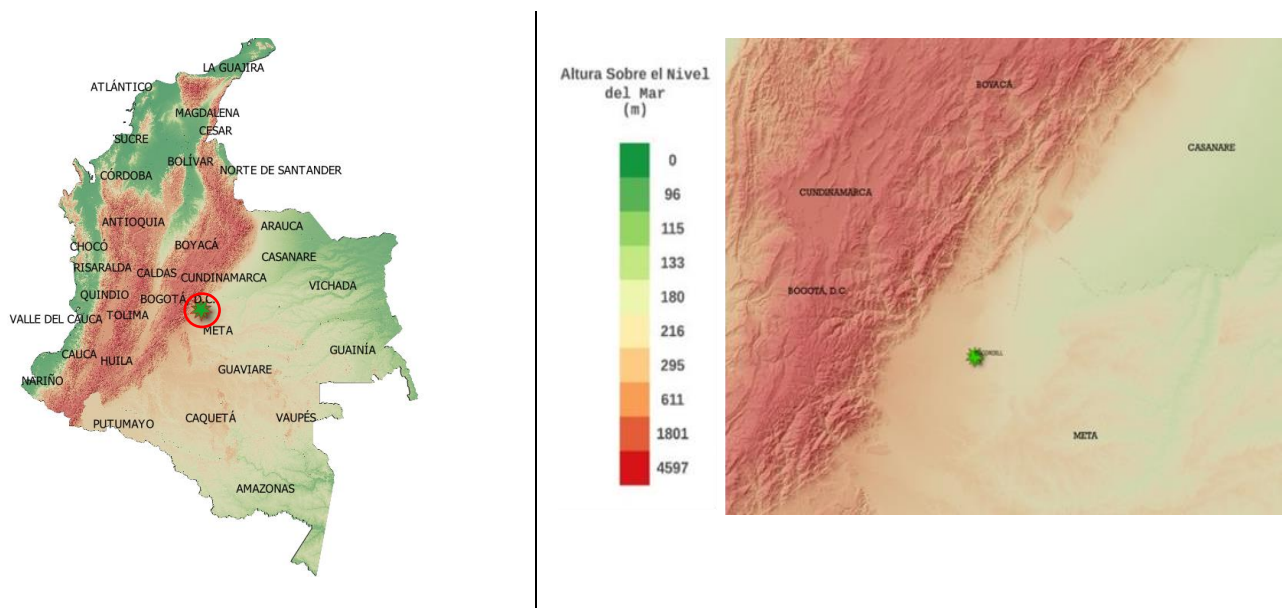 LA GUAJIRA
ATLÁNTICO
MAGDALENA
CESAR
SUCRE
BOLÍVAR
NORTE DE SANTANDER
CÓRDOBA
ANTIOQUIA
ARAUCA
CHOCÓ
BOYACÁ
CASANARE
RISARALDA
CALDAS
CUNDINAMARCA
VICHADA
QUINDIO
BOGOTÁ, D.C.
VALLE DEL CAUCA
TOLIMA
META
CAUCA
HUILA
GUAINÍA
GUAVIARE
NARIÑO
PUTUMAYO
CAQUETÁ
VAUPÉS
AMAZONAS
Altura Sobre el Nivel
del Mar
(m)
0
96
115
133
180
216
295
611
1801
4597
BOYACÁ
CASANARE
CUNDINAMARCA
BOGOTÁ, D.C.
META